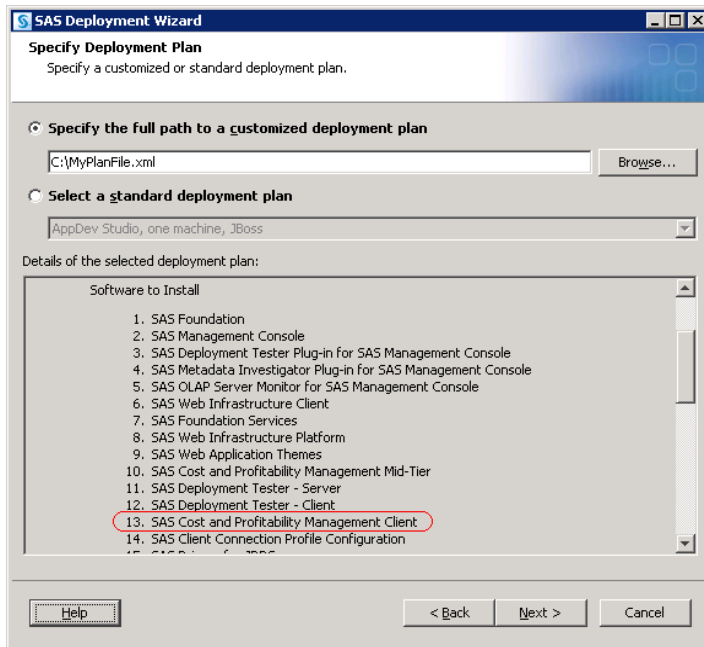 SAS Deployment Wizard
Specify Deployment Plan
Specify a customized or standard deployment plan.
Specify the full path to a customized deployment plan
C:\MyPlanFile.xml
Browse...
Select a standard deployment plan
AppDev Studio, one machine, JBoss
Details of the selected deployment plan:
Software to Install
1. SAS Foundation
2. SAS Management Console
3. SAS Deployment Tester Plug-in for SAS Management Console
4. SAS Metadata Investigator Plug-in for SAS Management Console
5. SAS OLAP Server Monitor for SAS Management Console
6. SAS Web Infrastructure Client
7. SAS Foundation Services
8. SAS Web Infrastructure Platform
9. SAS Web Application Themes
10. SAS Cost and Profitability Management Mid-Tier
11. SAS Deployment Tester - Server
12. SAS Deployment Tester - Client
13. SAS Cost and Profitability Management Client
14. SAS Client Connection Profile Configuration
Help
< Back
Next >
Cancel